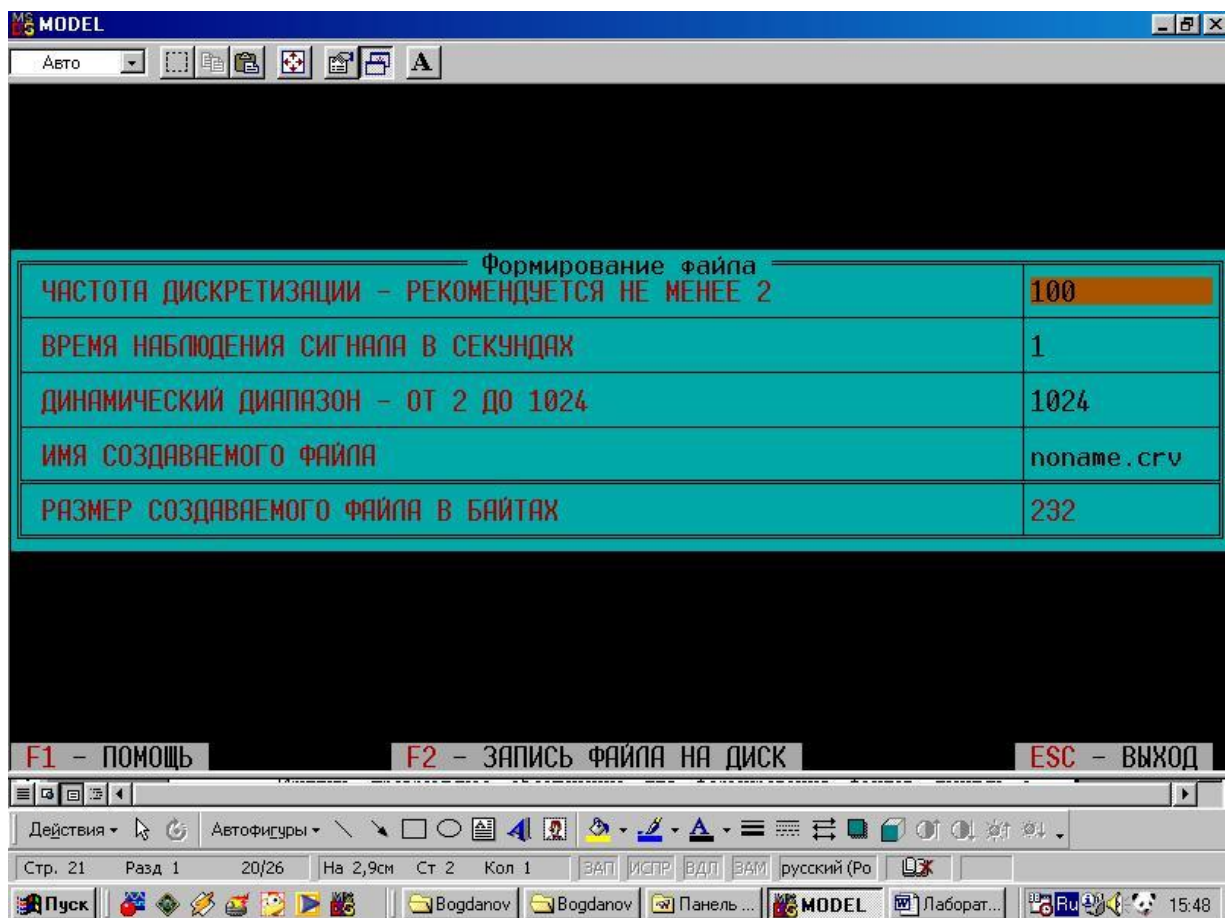 MODEL
Авто
A
Формирование файла
ЧАСТОТА ДИСКРЕТИЗАЦИИ - РЕКОМЕНДУЕТСЯ НЕ МЕНЕЕ 2 100
ВРЕМЯ НАБЛЮДЕНИЯ СИГНАЛА В СЕКУНДАХ 1
ДИНАМИЧЕСКИЙ ДИАПАЗОН - ОТ 2 ДО 1024 1024
ИМЯ СОЗДАВАЕМОГО ФАЙЛА noname.crv
РАЗМЕР СОЗДАВАЕМОГО ФАЙЛА В БАЙТАХ 232
F1 - ПОМОЩЬ F2 - ЗАПИСЬ ФАЙЛА НА ДИСК ESC - ВЫХОД
Действия Автофигуры
Стр. 21 Разд 1 20/26 На 2,9см Ст 2 Кол 1 ЗАП ИСПР ВДЛ ЗАМ русский (Ро
Пуск Bogdanov Bogdanov Панель ... MODEL Лаборат... Ru 15:48